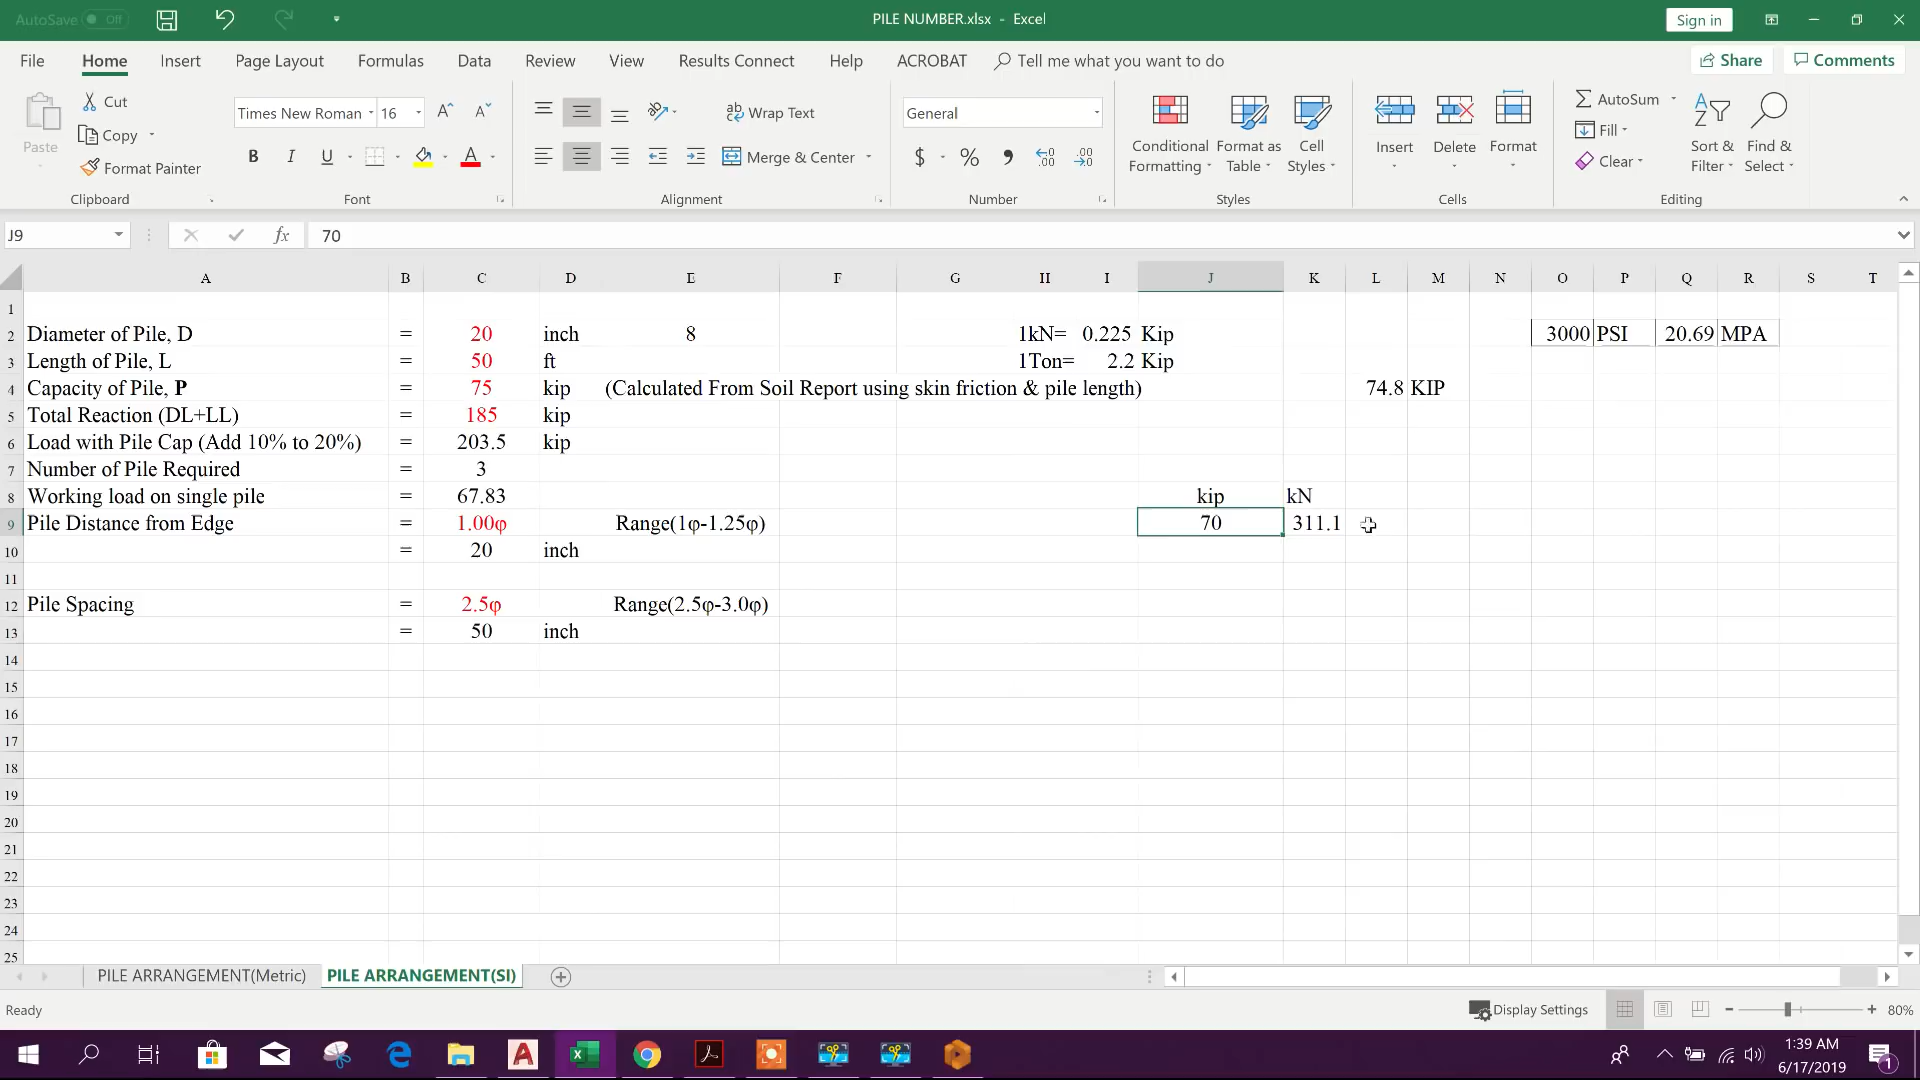 AutoSave Off
PILE NUMBER.xlsx - Excel
Sign in
File Home Insert Page Layout Formulas Data Review View Results Connect Help ACROBAT Tell me what you want to do
Share Comments
Paste
Cut
Copy
Format Painter
Clipboard
Times New Roman 16
B I U A
Font
Wrap Text
Merge & Center
Alignment
General
$ % ,
Number
Conditional Formatting
Format as Table
Cell Styles
Styles
Insert Delete Format
Cells
AutoSum
Fill
Clear
Sort & Filter
Find & Select
Editing
J9 fx 70
A B C D E F G H I J K L M N O P Q R S T
1
2 Diameter of Pile, D = 20 inch 8 1kN= 0.225 Kip 3000 PSI 20.69 MPA
3 Length of Pile, L = 50 ft 1Ton= 2.2 Kip
4 Capacity of Pile, P = 75 kip (Calculated From Soil Report using skin friction & pile length) 74.8 KIP
5 Total Reaction (DL+LL) = 185 kip
6 Load with Pile Cap (Add 10% to 20%) = 203.5 kip
7 Number of Pile Required = 3
8 Working load on single pile = 67.83 kip kN
9 Pile Distance from Edge = 1.00φ Range(1φ-1.25φ) 70 311.1
10 = 20 inch
11
12 Pile Spacing = 2.5φ Range(2.5φ-3.0φ)
13 = 50 inch
14
15
16
17
18
19
20
21
22
23
24
25
PILE ARRANGEMENT(Metric) PILE ARRANGEMENT(SI)
Ready Display Settings 80%
1:39 AM
6/17/2019
1